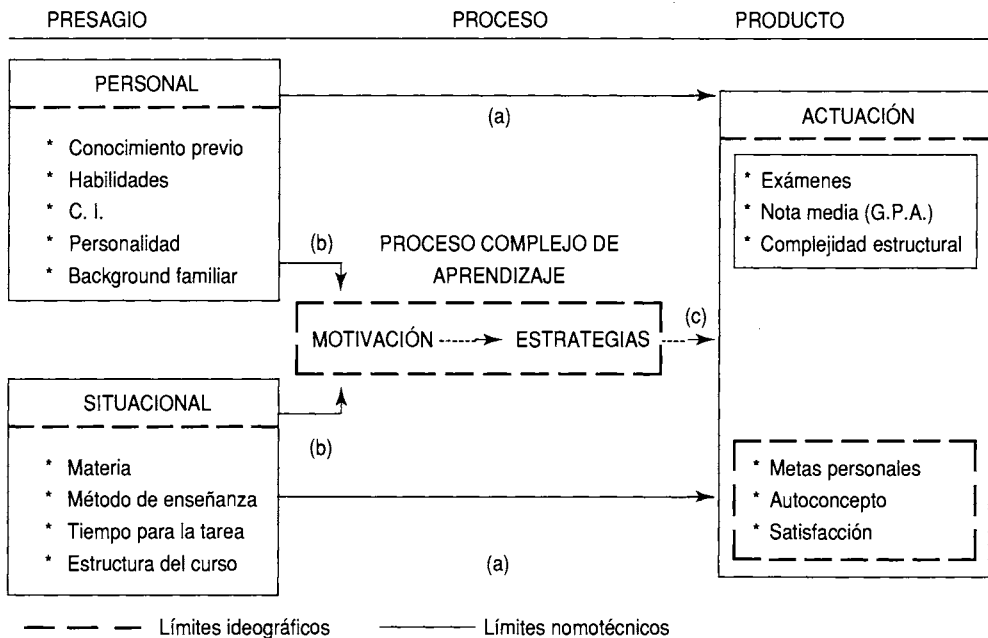 PRESAGIO PROCESO PRODUCTO
PERSONAL
* Conocimiento previo
* Habilidades
* C. I.
* Personalidad
* Background familiar
(a)
(b)
PROCESO COMPLEJO DE
APRENDIZAJE
MOTIVACIÓN ESTRATEGIAS
(c)
ACTUACIÓN
* Exámenes
* Nota media (G.P.A.)
* Complejidad estructural
SITUACIONAL
* Materia
* Método de enseñanza
* Tiempo para la tarea
* Estructura del curso
(b)
(a)
* Metas personales
* Autoconcepto
* Satisfacción
Límites ideográficos Límites nomotécnicos